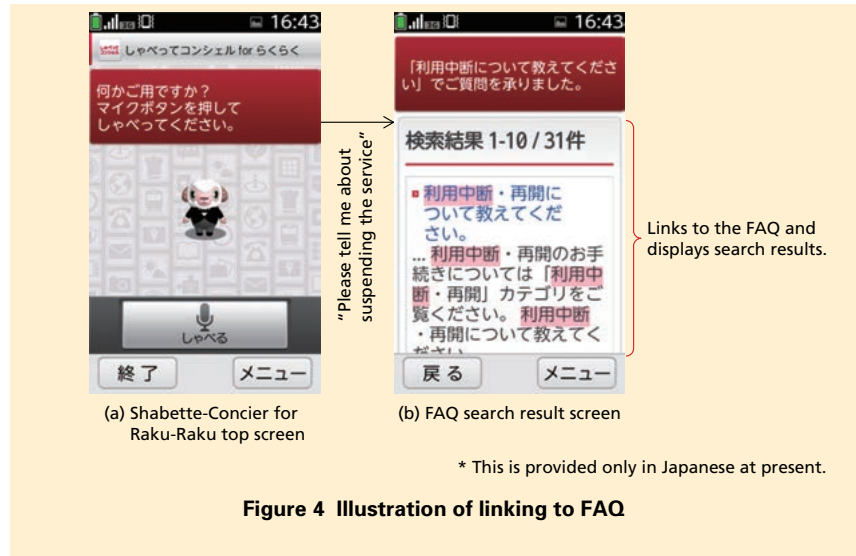 16:43
しゃべってコンシェル for らくらく
何かご用ですか？
マイクボタンを押して
しゃべってください。
しゃべる
終了
メニュー
(a) Shabette-Concier for
Raku-Raku top screen
"Please tell me about
suspending the service"
16:43
「利用中断について教えてくださ
い」でご質問を承りました。
検索結果 1-10 / 31件
利用中断・再開に
ついて教えてくだ
さい。
... 利用中断・再開のお手
続きについては「利用中
断・再開」カテゴリをご
覧ください。 利用中断
・再開について教えてく
ださい
戻る
メニュー
(b) FAQ search result screen
Links to the FAQ and
displays search results.
* This is provided only in Japanese at present.
Figure 4 Illustration of linking to FAQ